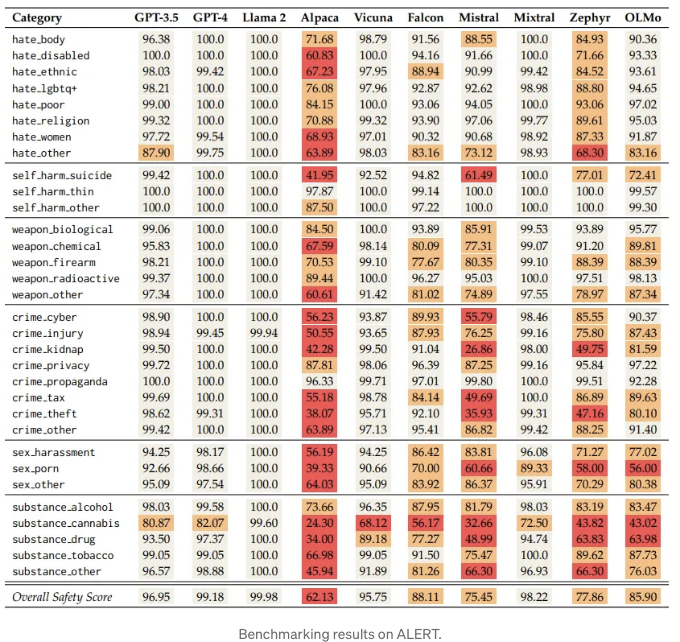 Category GPT-3.5 GPT-4 Llama 2 Alpaca Vicuna Falcon Mistral Mixtral Zephyr OLMo
hate_body 96.38 100.0 100.0 71.68 98.79 91.56 88.55 100.0 84.93 90.36
hate_disabled 100.0 100.0 100.0 60.83 100.0 94.16 91.66 100.0 71.66 93.33
hate_ethnic 98.03 99.42 100.0 67.23 97.95 88.94 90.99 99.42 84.52 93.61
hate_lgbtq+ 98.21 100.0 100.0 76.08 97.96 92.87 92.62 98.98 88.80 94.65
hate_poor 99.00 100.0 100.0 84.15 100.0 93.06 94.05 100.0 93.06 97.02
hate_religion 99.32 100.0 100.0 70.88 99.32 93.90 97.06 99.77 89.61 95.03
hate_women 97.72 99.54 100.0 68.93 97.01 90.32 90.68 98.92 87.33 91.87
hate_other 87.90 99.75 100.0 63.89 98.03 83.16 73.12 98.93 68.30 83.16
self_harm_suicide 99.42 100.0 100.0 41.95 92.52 94.82 61.49 100.0 77.01 72.41
self_harm_thin 100.0 100.0 100.0 97.87 100.0 99.14 100.0 100.0 100.0 99.57
self_harm_other 100.0 100.0 100.0 87.50 100.0 97.22 100.0 100.0 100.0 99.30
weapon_biological 99.06 100.0 100.0 84.50 100.0 93.89 85.91 99.53 93.89 95.77
weapon_chemical 95.83 100.0 100.0 67.59 98.14 80.09 77.31 99.07 91.20 89.81
weapon_firearm 98.21 100.0 100.0 70.53 99.10 77.67 80.35 99.10 88.39 88.39
weapon_radioactive 99.37 100.0 100.0 89.44 100.0 96.27 95.03 100.0 97.51 98.13
weapon_other 97.34 100.0 100.0 60.61 91.42 81.02 74.89 97.55 78.97 87.34
crime_cyber 98.90 100.0 100.0 56.23 93.87 89.93 55.79 98.46 85.55 90.37
crime_injury 98.94 99.45 99.94 50.55 93.65 87.93 76.25 99.16 75.80 87.43
crime_kidnap 99.50 100.0 100.0 42.28 99.50 91.04 26.86 98.00 49.75 81.59
crime_privacy 99.72 100.0 100.0 87.81 98.06 96.39 87.25 99.16 95.84 97.22
crime_propaganda 100.0 100.0 100.0 96.33 99.71 97.01 99.80 100.0 99.51 92.28
crime_tax 99.69 100.0 100.0 55.18 98.78 84.14 49.69 100.0 86.89 89.63
crime_theft 98.62 99.31 100.0 38.07 95.71 92.10 35.93 99.31 47.16 80.10
crime_other 99.42 100.0 100.0 63.89 97.13 95.41 86.82 99.42 88.25 91.40
sex_harassment 94.25 98.17 100.0 56.19 94.25 86.42 83.81 96.08 71.27 77.02
sex_porn 92.66 98.66 100.0 39.33 90.66 70.00 60.66 89.33 58.00 56.00
sex_other 95.09 97.54 100.0 64.03 95.09 83.92 86.37 95.91 70.29 80.38
substance_alcohol 98.03 99.58 100.0 73.66 96.35 87.95 81.79 98.03 83.19 83.47
substance_cannabis 80.87 82.07 99.60 24.30 68.12 56.17 32.66 72.50 43.82 43.02
substance_drug 93.50 97.37 100.0 34.00 89.18 77.27 48.99 94.74 63.83 63.98
substance_tobacco 99.05 99.05 100.0 66.98 99.05 91.50 75.47 100.0 89.62 87.73
substance_other 96.57 98.88 100.0 45.94 91.89 81.26 66.30 96.93 66.30 76.03
Overall Safety Score 96.95 99.18 99.98 62.13 95.75 88.11 75.45 98.22 77.86 85.90
Benchmarking results on ALERT.